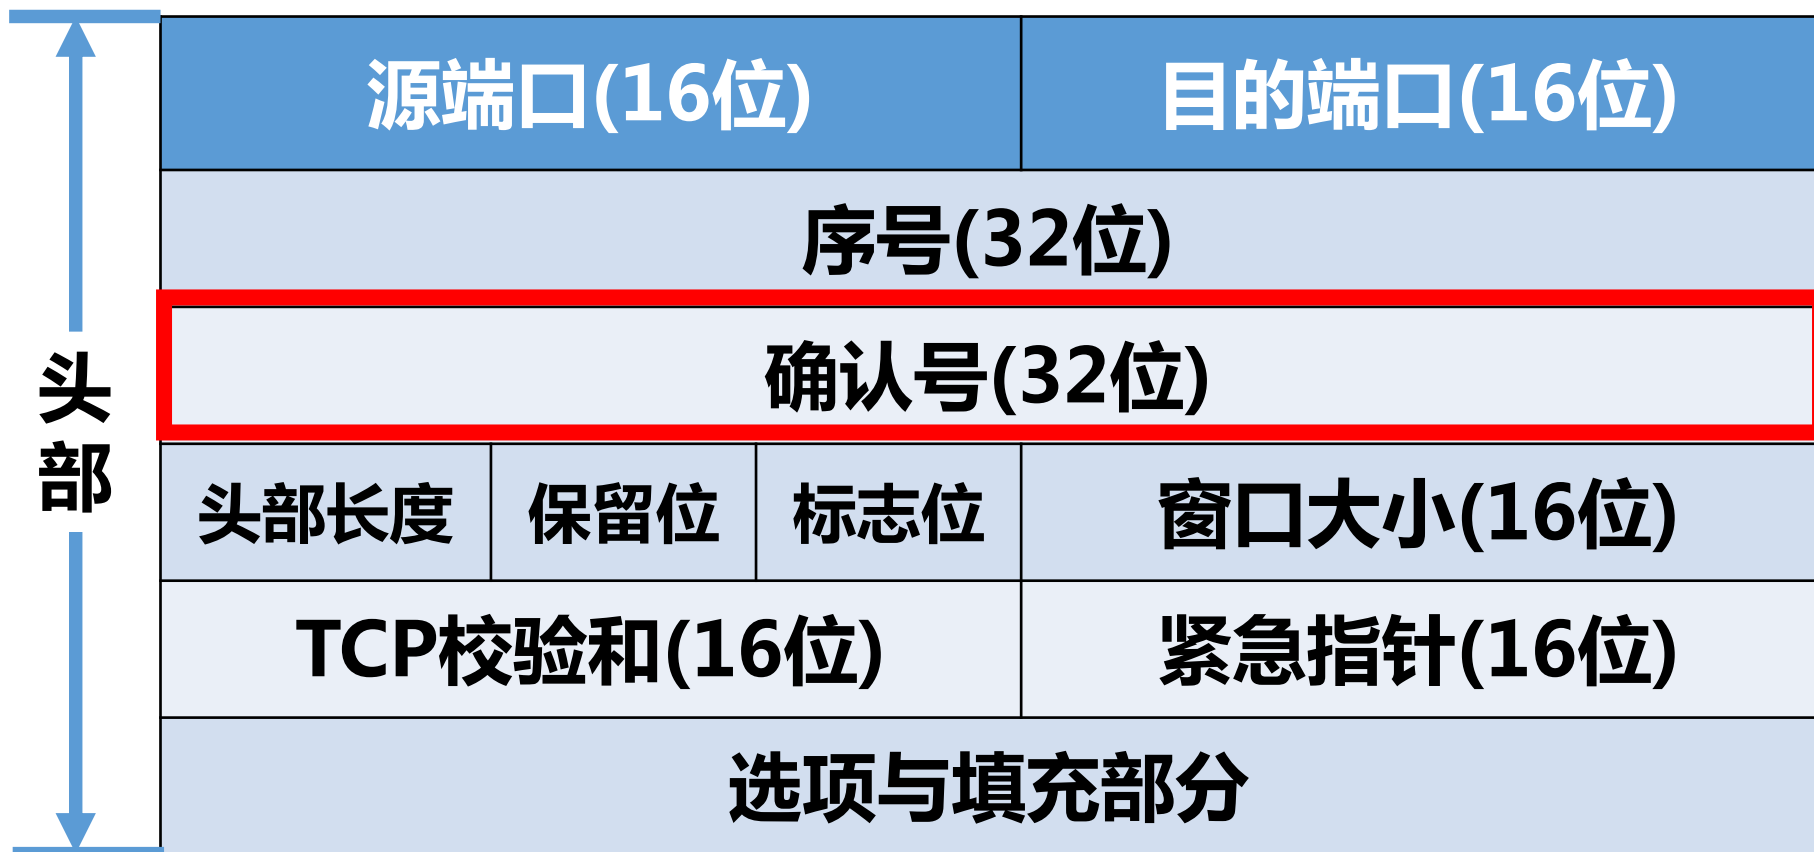 源端口(16位)
目的端口(16位)
序号(32位)
确认号(32位)
头部
头部长度
保留位
标志位
窗口大小(16位)
TCP校验和(16位)
紧急指针(16位)
选项与填充部分